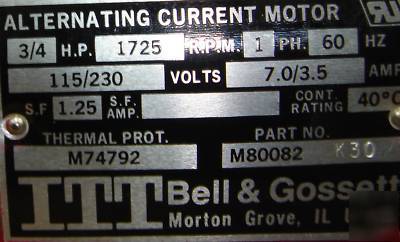 ALTERNATING CURRENT MOTOR
3/4 H.P. 1725 R.P.M. 1 PH. 60 HZ
115/230 VOLTS 7.0/3.5
S.F 1.25 S.F. AMP. CONT. RATING 40°C
THERMAL PROT. PART NO.
M74792 M80082 K30
ITT Bell & Gossett
Morton Grove, IL